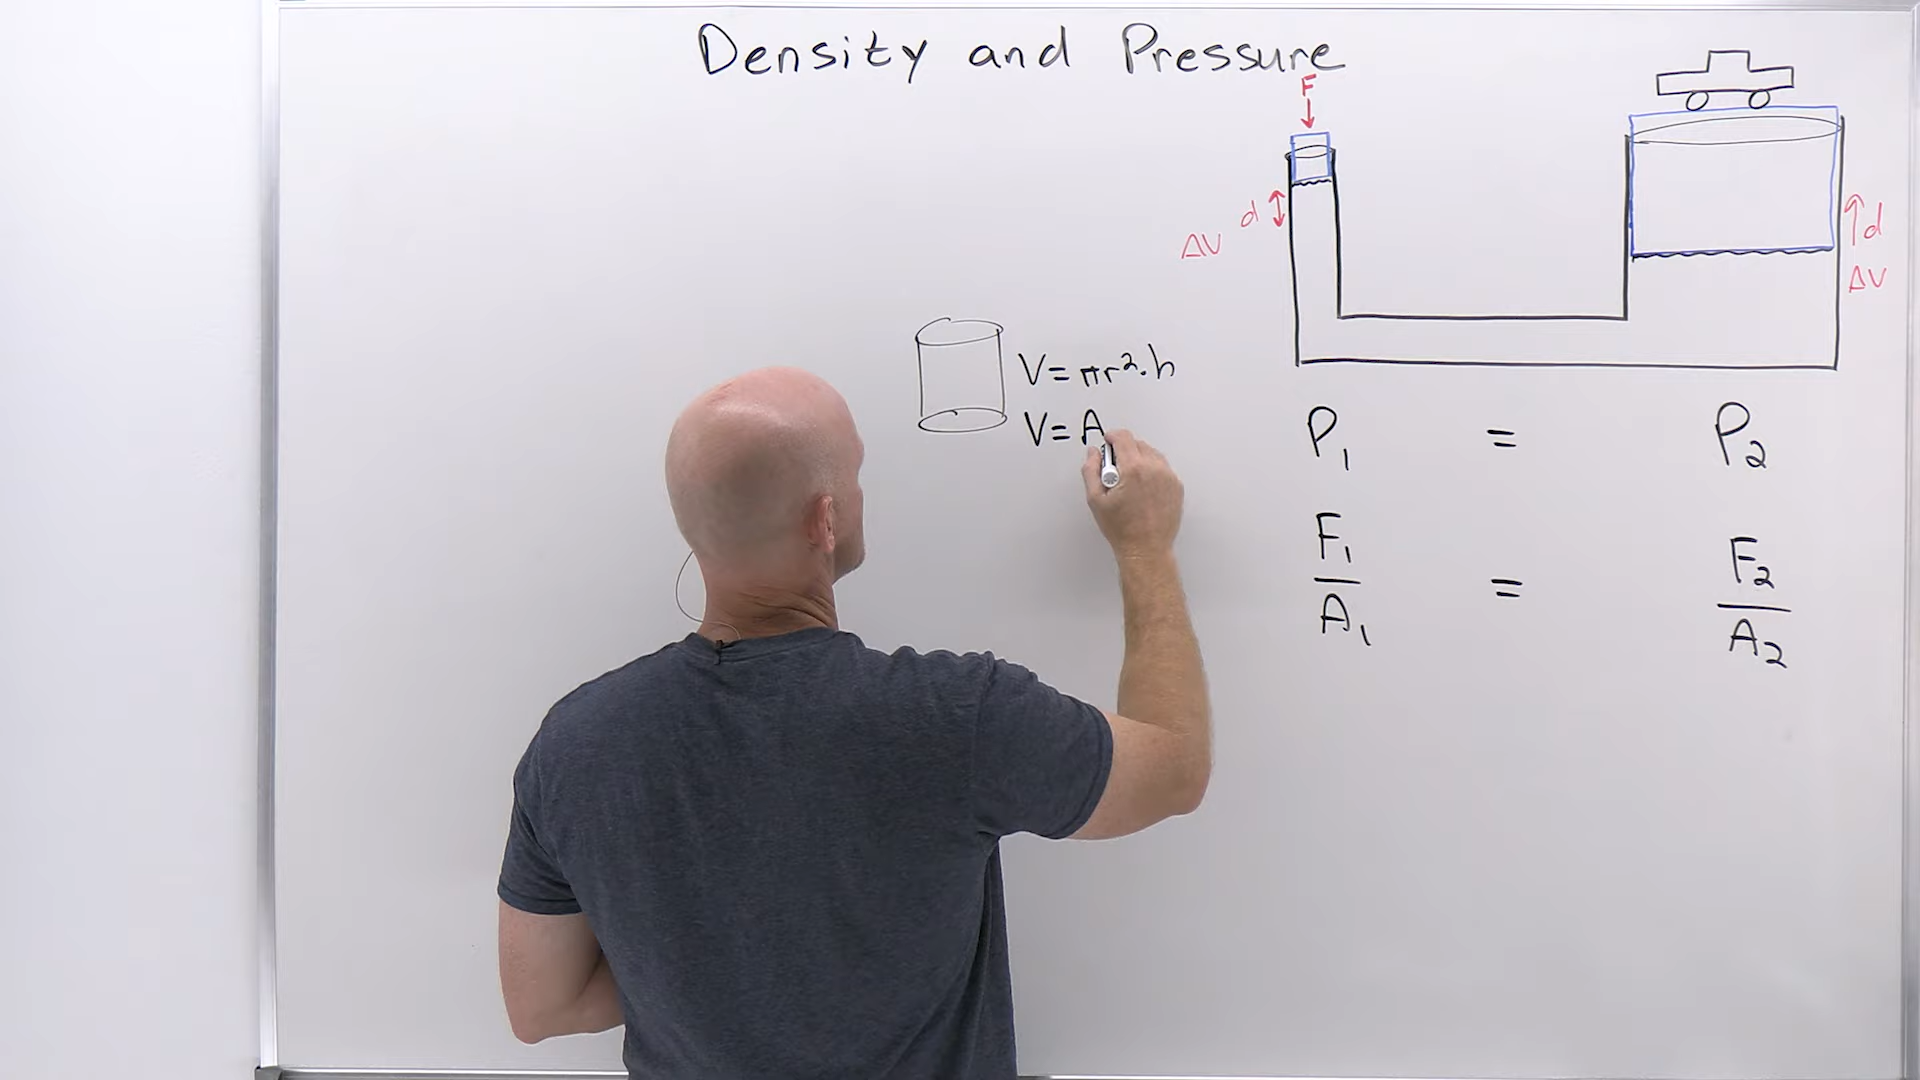 Density and Pressure
F
d
ΔV
d
ΔV
V = πr²·h
V = A
P₁ = P₂
F₁/A₁ = F₂/A₂